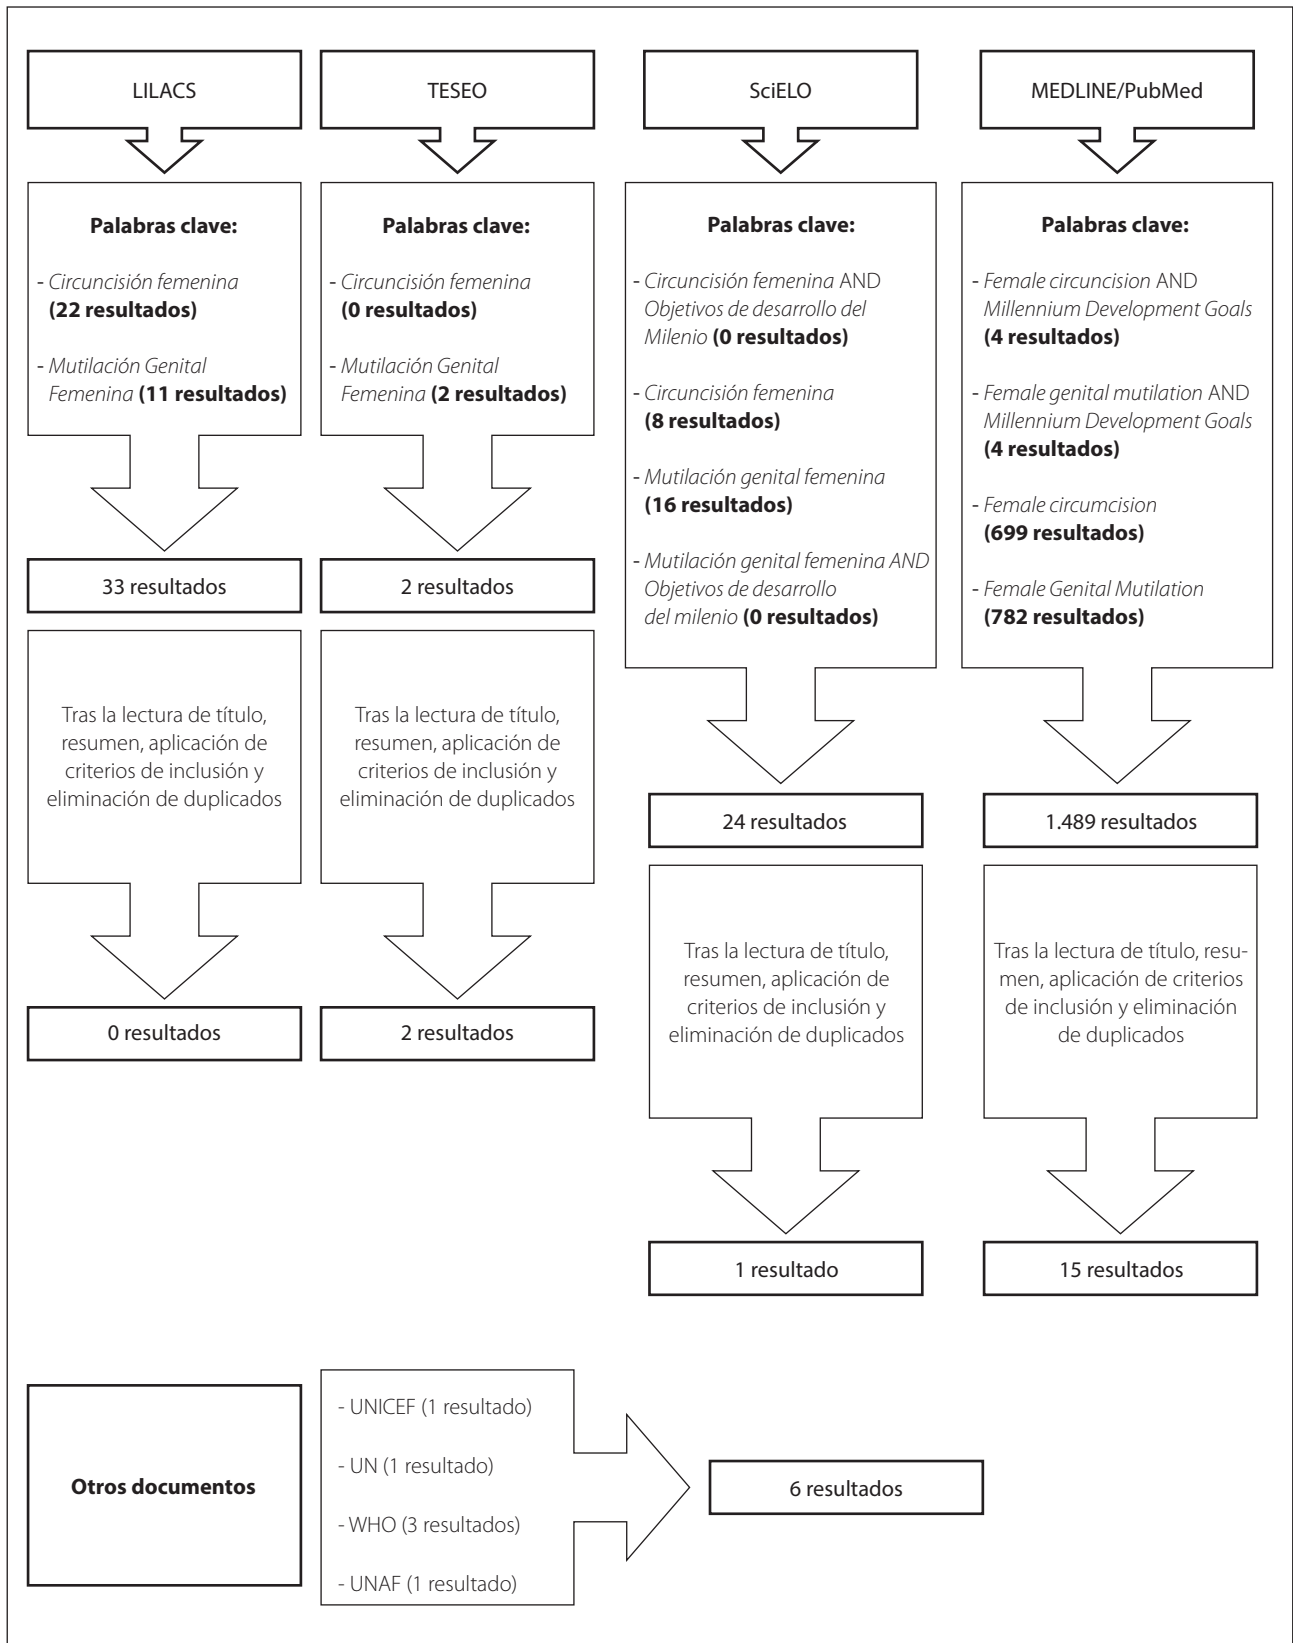 LILACS
TESEO
SciELO
MEDLINE/PubMed
Palabras clave:
- Circuncisión femenina
(22 resultados)
- Mutilación Genital
Femenina (11 resultados)
Palabras clave:
- Circuncisión femenina
(0 resultados)
- Mutilación Genital
Femenina (2 resultados)
Palabras clave:
- Circuncisión femenina AND
Objetivos de desarrollo del
Milenio (0 resultados)
- Circuncisión femenina
(8 resultados)
- Mutilación genital femenina
(16 resultados)
- Mutilación genital femenina AND
Objetivos de desarrollo
del milenio (0 resultados)
Palabras clave:
- Female circuncision AND
Millennium Development Goals
(4 resultados)
- Female genital mutilation AND
Millennium Development Goals
(4 resultados)
- Female circumcision
(699 resultados)
- Female Genital Mutilation
(782 resultados)
33 resultados
2 resultados
24 resultados
1.489 resultados
Tras la lectura de título,
resumen, aplicación de
criterios de inclusión y
eliminación de duplicados
Tras la lectura de título,
resumen, aplicación de
criterios de inclusión y
eliminación de duplicados
Tras la lectura de título,
resumen, aplicación de
criterios de inclusión y
eliminación de duplicados
Tras la lectura de título, resu-
men, aplicación de criterios
de inclusión y eliminación
de duplicados
0 resultados
2 resultados
1 resultado
15 resultados
Otros documentos
- UNICEF (1 resultado)
- UN (1 resultado)
- WHO (3 resultados)
- UNAF (1 resultado)
6 resultados